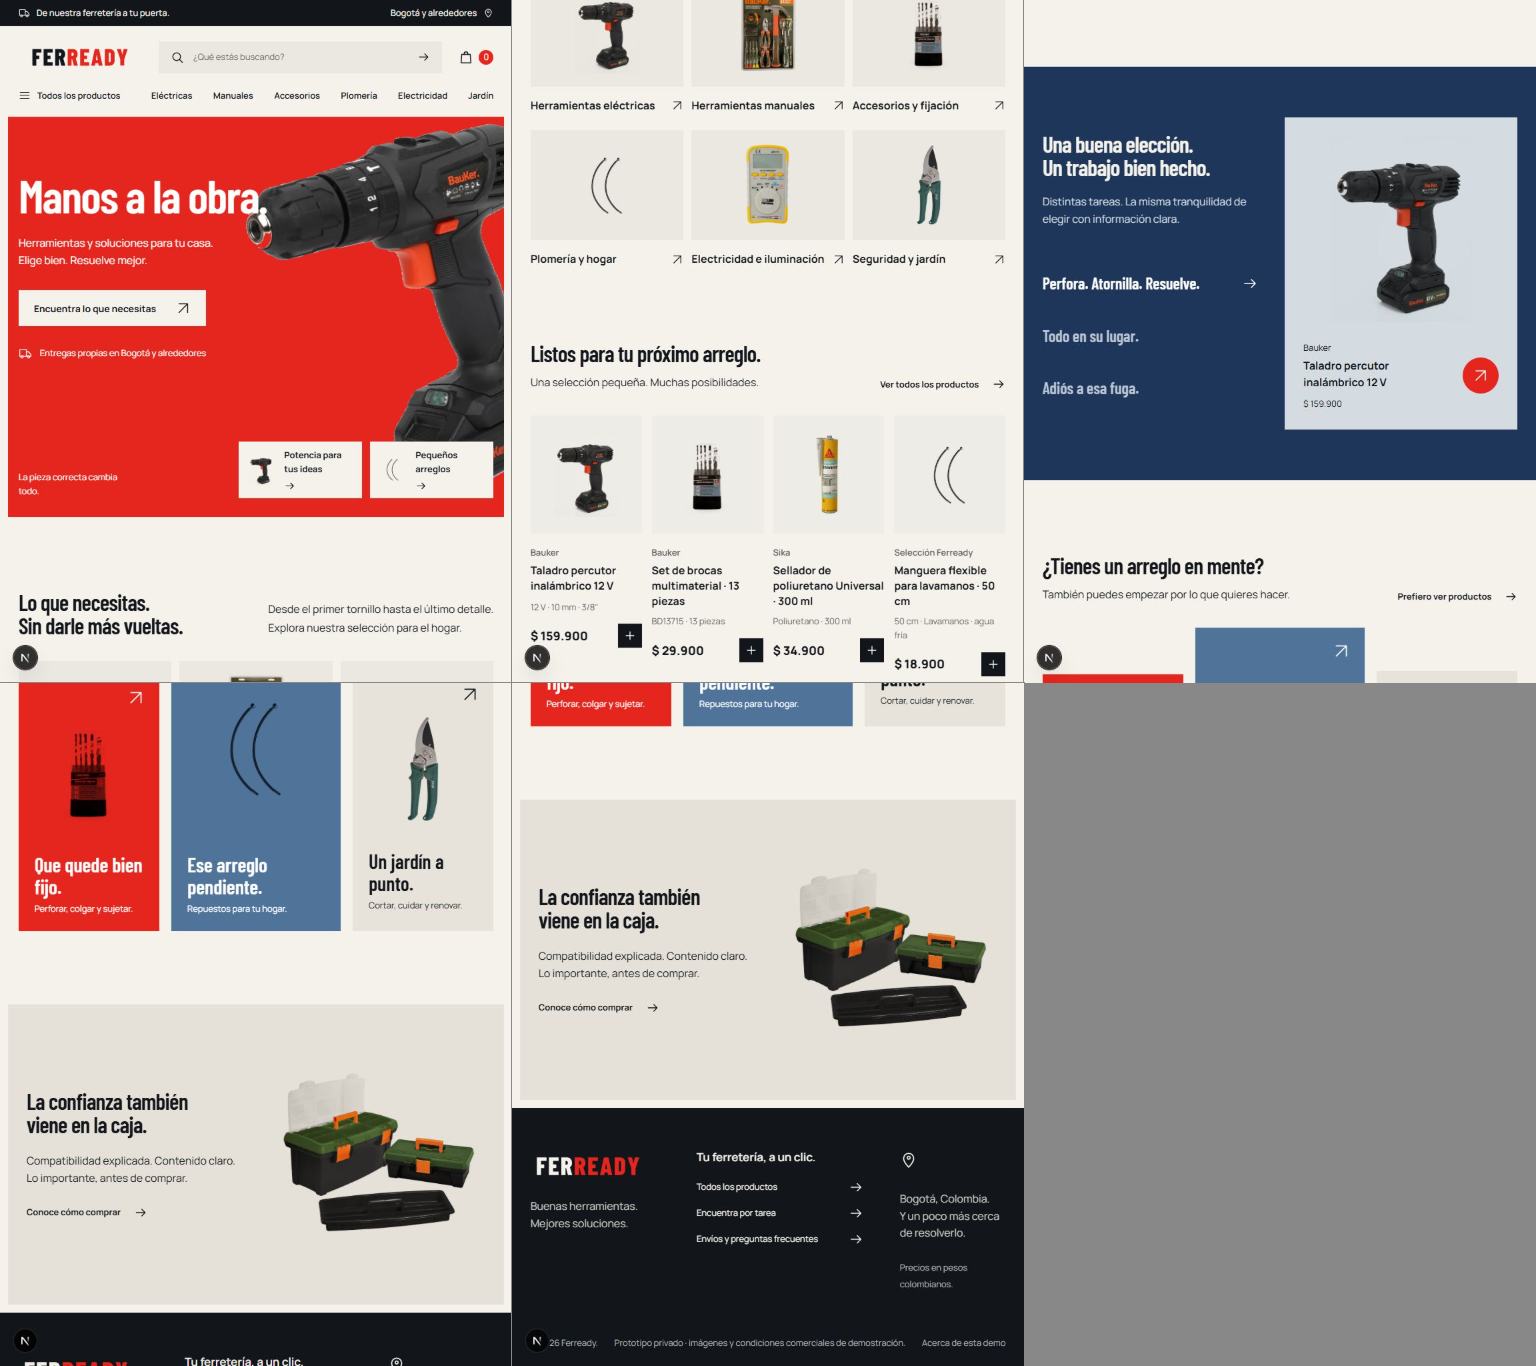 De nuestra ferretería a tu puerta.
Bogotá y alrededores
FERREADY
¿Qué estás buscando?
0
Todos los productos
Eléctricas
Manuales
Accesorios
Plomería
Electricidad
Jardín
Manos a la obra.
Herramientas y soluciones para tu casa.
Elige bien. Resuelve mejor.
Encuentra lo que necesitas
Entregas propias en Bogotá y alrededores
BauKer.
La pieza correcta cambia
todo.
Potencia para
tus ideas
Pequeños
arreglos
Lo que necesitas.
Sin darle más vueltas.
Desde el primer tornillo hasta el último detalle.
Explora nuestra selección para el hogar.
N
Herramientas eléctricas
Herramientas manuales
Accesorios y fijación
Plomería y hogar
Electricidad e iluminación
Seguridad y jardín
Listos para tu próximo arreglo.
Una selección pequeña. Muchas posibilidades.
Ver todos los productos
Bauker
Taladro percutor
inalámbrico 12 V
12 V · 10 mm · 3/8"
$ 159.900
Bauker
Set de brocas
multimaterial · 13
piezas
BD13715 · 13 piezas
$ 29.900
Sika
Sellador de
poliuretano Universal
· 300 ml
Poliuretano · 300 ml
$ 34.900
Selección Ferready
Manguera flexible
para lavamanos · 50
cm
50 cm · Lavamanos · agua
fría
$ 18.900
N
Una buena elección.
Un trabajo bien hecho.
Distintas tareas. La misma tranquilidad de
elegir con información clara.
Perfora. Atornilla. Resuelve.
Todo en su lugar.
Adiós a esa fuga.
Bauker
Taladro percutor
inalámbrico 12 V
$ 159.900
¿Tienes un arreglo en mente?
También puedes empezar por lo que quieres hacer.
Prefiero ver productos
N
Que quede bien
fijo.
Perforar, colgar y sujetar.
Ese arreglo
pendiente.
Repuestos para tu hogar.
Un jardín a
punto.
Cortar, cuidar y renovar.
La confianza también
viene en la caja.
Compatibilidad explicada. Contenido claro.
Lo importante, antes de comprar.
Conoce cómo comprar
N
FERREADY
Tu ferretería, a un clic.
fijo.
Perforar, colgar y sujetar.
pendiente.
Repuestos para tu hogar.
punto.
Cortar, cuidar y renovar.
La confianza también
viene en la caja.
Compatibilidad explicada. Contenido claro.
Lo importante, antes de comprar.
Conoce cómo comprar
FERREADY
Buenas herramientas.
Mejores soluciones.
Tu ferretería, a un clic.
Todos los productos
Encuentra por tarea
Envíos y preguntas frecuentes
Bogotá, Colombia.
Y un poco más cerca
de resolverlo.
Precios en pesos
colombianos.
N
26 Ferready.
Prototipo privado · imágenes y condiciones comerciales de demostración.
Acerca de esta demo